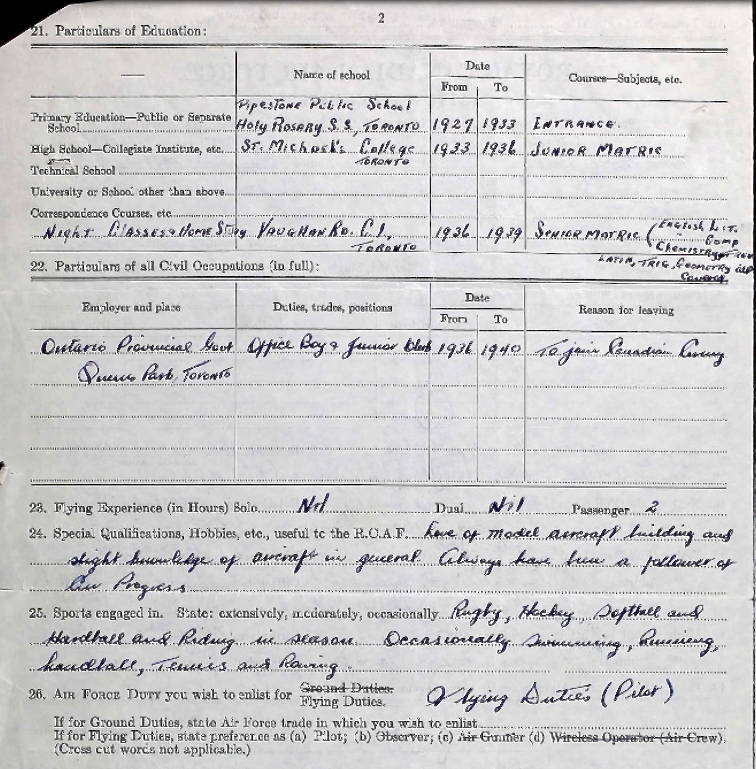 2
21. Particulars of Education:
— Name of school Date From To Courses—Subjects, etc.
Pipestone Public School
Primary Education—Public or Separate School Holy Rosary S.S., Toronto 1927 1933 Entrance.
High School—Collegiate Institute, etc. St. Michael's College Toronto 1933 1936 Junior Matric
Technical School
University or School other than above
Correspondence Courses, etc
Night Classes & Home Study Vaughan Rd. C.I., Toronto 1936 1939 Senior Matric (English Lit. Comp
Chemistry
Latin, Trig, Geometry
22. Particulars of all Civil Occupations (in full):
Employer and place Duties, trades, positions Date From To Reason for leaving
Ontario Provincial Govt Office Boy & Junior Clerk 1936 1940 To join Canadian Army
Queens Park, Toronto
23. Flying Experience (in Hours) Solo Nil Dual Nil Passenger 2
24. Special Qualifications, Hobbies, etc., useful to the R.C.A.F. Love of model aircraft building and
slight knowledge of aircraft in general Always have been a follower of
Air Progress
25. Sports engaged in. State: extensively, moderately, occasionally Rugby, Hockey, Softball and
Hardball and Riding in season. Occasionally swimming, Running,
handball, Tennis and
26. Air Force Duty you wish to enlist for Ground Duties. Flying Duties. Flying Duties (Pilot)
If for Ground Duties, state Air Force trade in which you wish to enlist
If for Flying Duties, state preference as (a) Pilot; (b) Observer; (c) Air Gunner (d) Wireless Operator (Air Crew).
(Cross out words not applicable.)